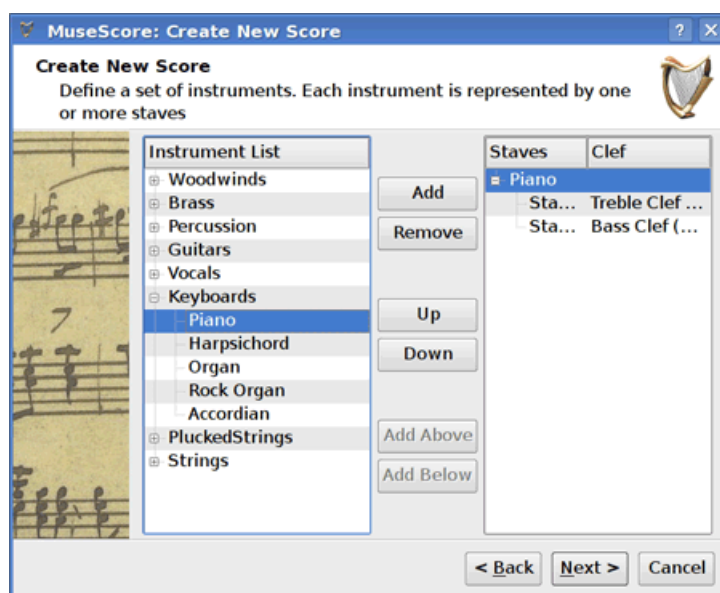 MuseScore: Create New Score
Create New Score
Define a set of instruments. Each instrument is represented by one
or more staves
Instrument List
Woodwinds
Brass
Percussion
Guitars
Vocals
Keyboards
Piano
Harpsichord
Organ
Rock Organ
Accordian
PluckedStrings
Strings
Add
Remove
Up
Down
Add Above
Add Below
Staves Clef
Piano
Sta... Treble Clef ...
Sta... Bass Clef (...
7
< Back Next > Cancel